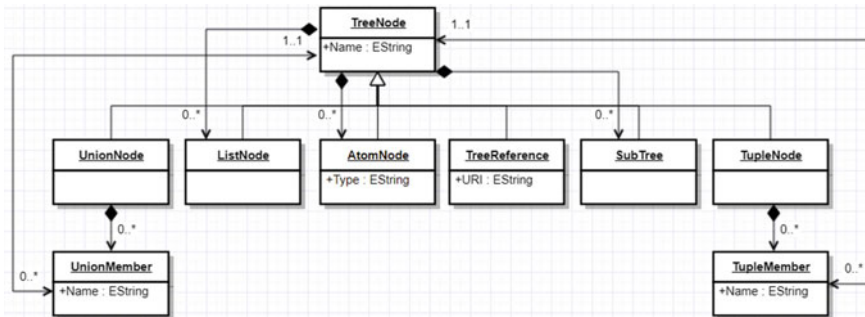 TreeNode
1..1
1..1
+Name : EString
0..*
0..*
0..*
UnionNode
ListNode
AtomNode
TreeReference
SubTree
TupleNode
+Type : EString
+URI : EString
0..*
0..*
UnionMember
TupleMember
0..*
0..*
+Name : EString
+Name : EString